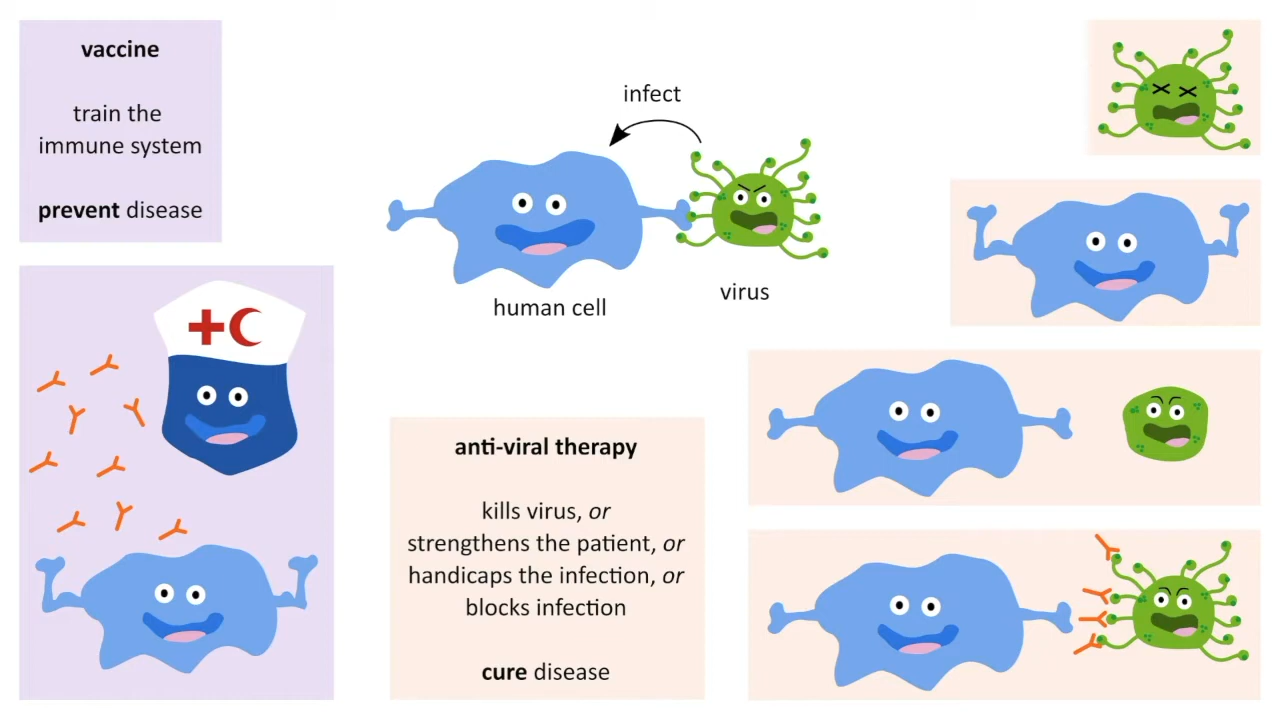 vaccine
train the
immune system
prevent disease
infect
human cell
virus
anti-viral therapy
kills virus, or
strengthens the patient, or
handicaps the infection, or
blocks infection
cure disease